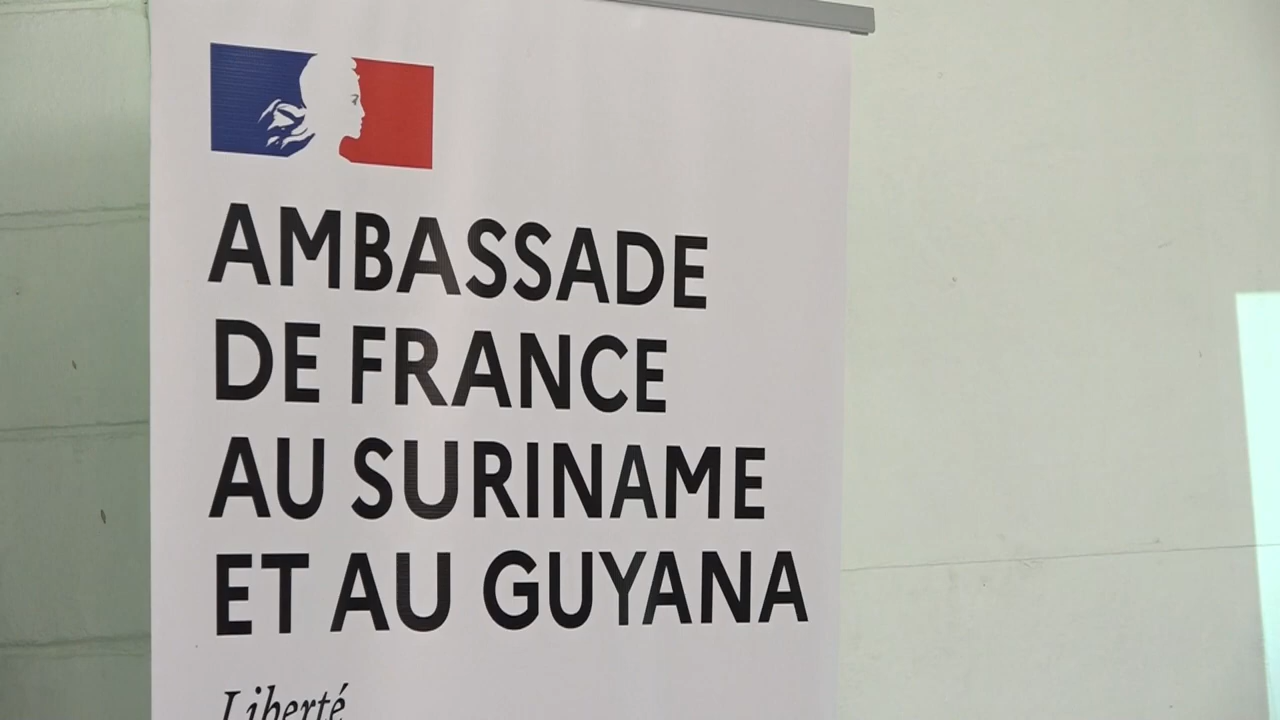 AMBASSADE
DE FRANCE
AU SURINAME
ET AU GUYANA
Liberté